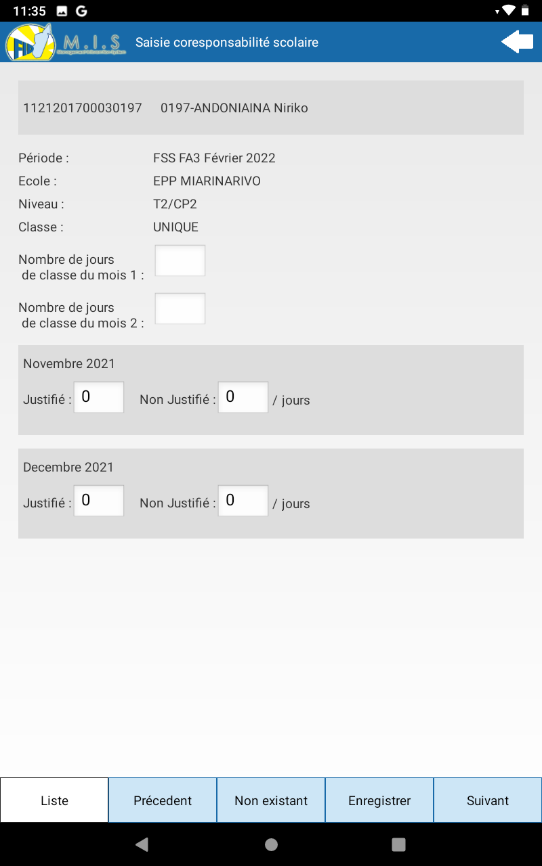 11:35 G
FID M.I.S Saisie coresponsabilité scolaire
1121201700030197 0197-ANDONIAINA Niriko
Période : FSS FA3 Février 2022
Ecole : EPP MIARINARIVO
Niveau : T2/CP2
Classe : UNIQUE
Nombre de jours
de classe du mois 1 :
Nombre de jours
de classe du mois 2 :
Novembre 2021
Justifié : 0 Non Justifié : 0 / jours
Decembre 2021
Justifié : 0 Non Justifié : 0 / jours
Liste Précedent Non existant Enregistrer Suivant